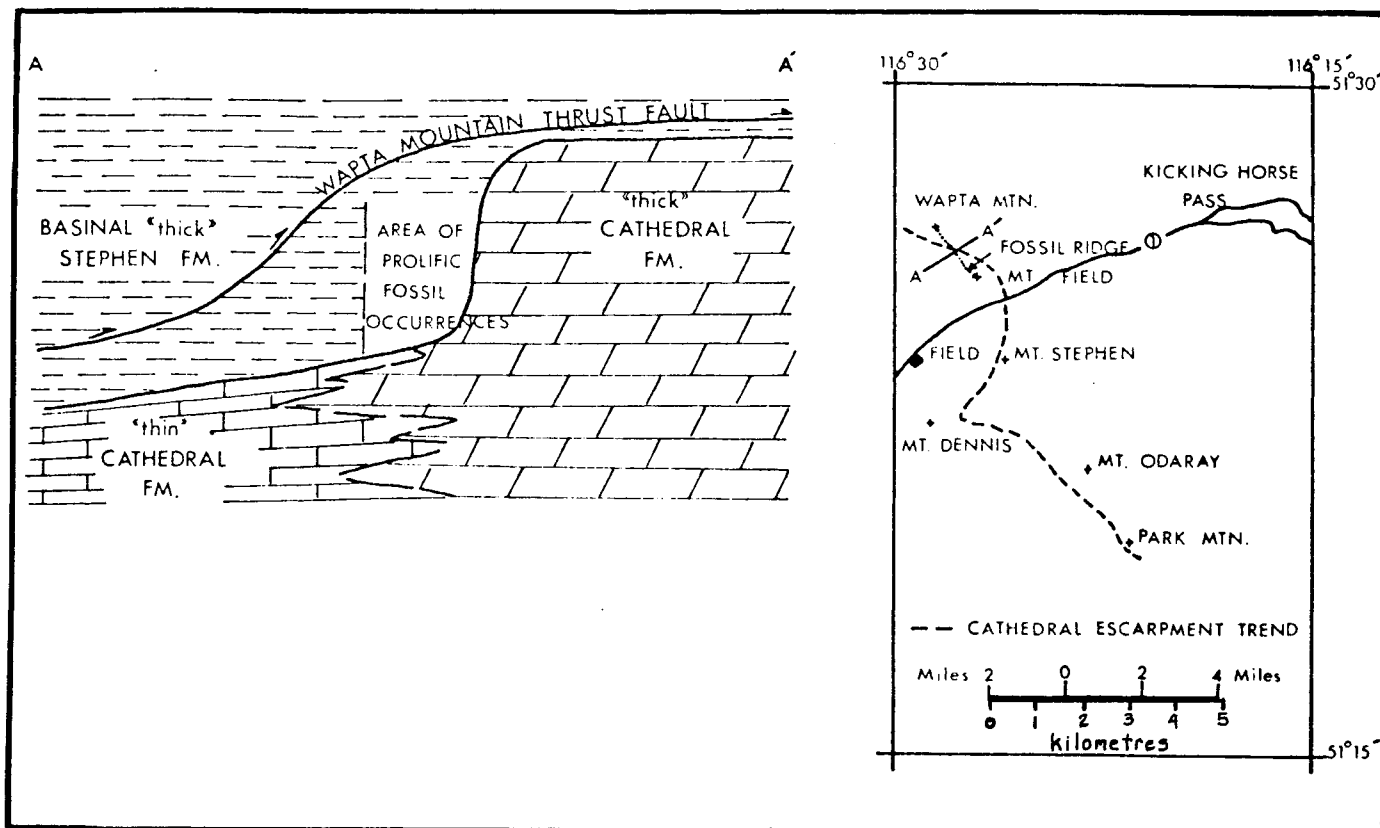 A A´
WAPTA MOUNTAIN THRUST FAULT
BASINAL "thick"
STEPHEN FM.
AREA OF
PROLIFIC
FOSSIL
OCCURRENCES
"thick"
CATHEDRAL
FM.
"thin"
CATHEDRAL
FM.
116° 30´ 116° 15´
51° 30´
KICKING HORSE
PASS
WAPTA MTN.
A´
1
FOSSIL RIDGE
A
MT. FIELD
FIELD
MT. STEPHEN
MT. DENNIS
MT. ODARAY
PARK MTN.
CATHEDRAL ESCARPMENT TREND
Miles 2 0 2 4 Miles
0 1 2 3 4 5
kilometres
51° 15´